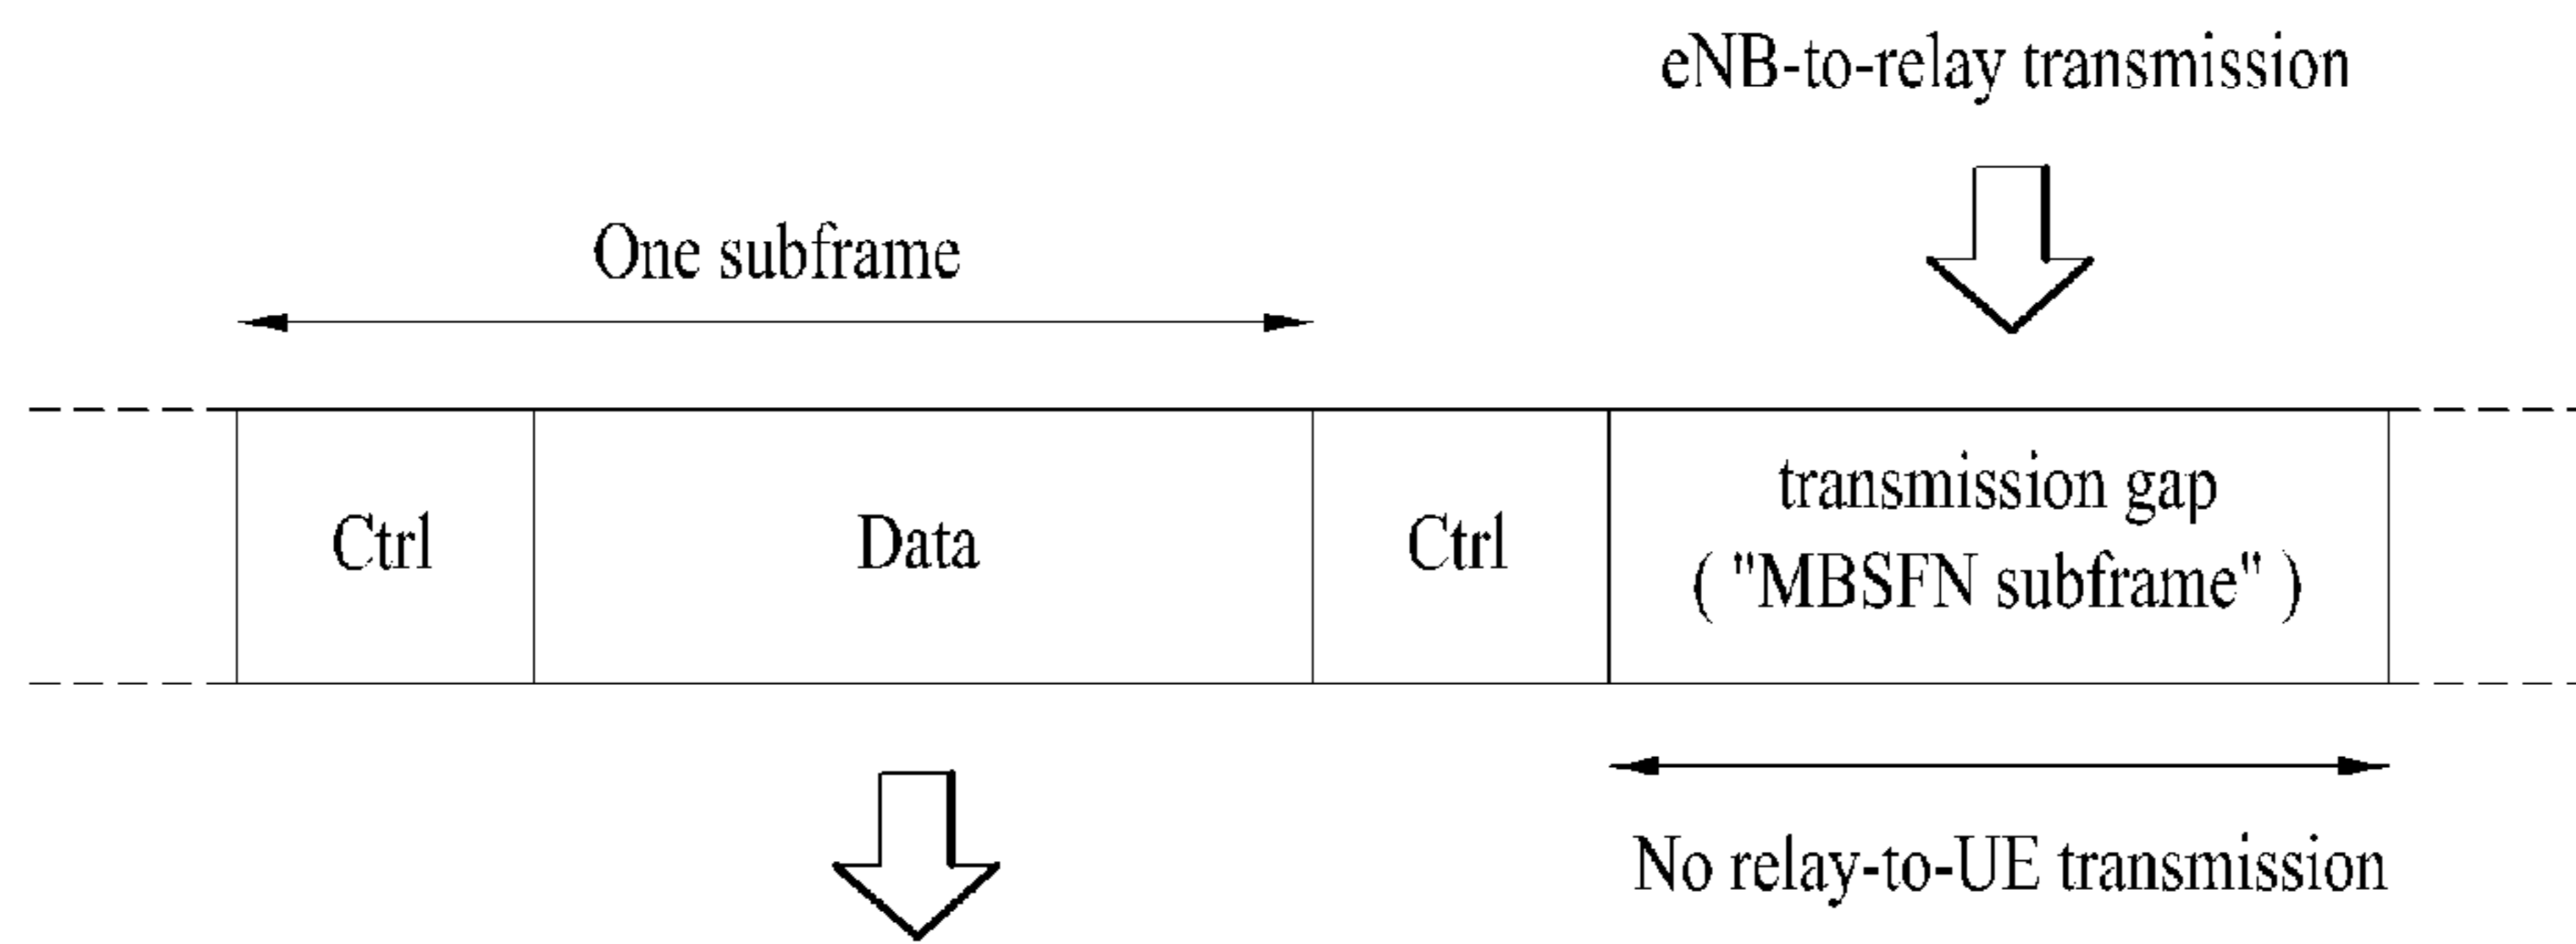 eNB-to-relay transmission
One subframe
Ctrl
Data
Ctrl
transmission gap
( "MBSFN subframe" )
No relay-to-UE transmission